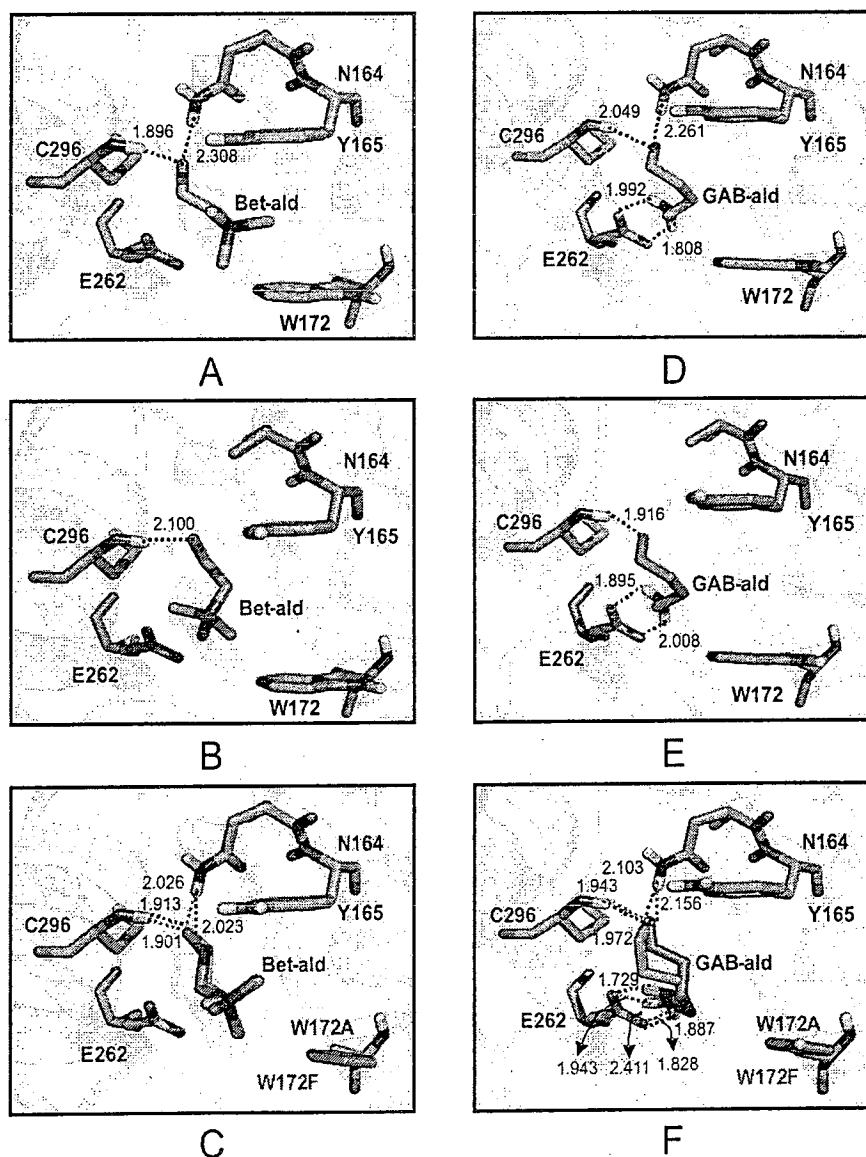 N164
1.896
C296
2.308
Y165
Bet-ald
E262
W172
A
N164
2.049
C296
2.261
Y165
1.992
GAB-ald
E262
1.808
W172
D
N164
2.100
C296
Y165
Bet-ald
E262
W172
B
N164
C296
1.916
Y165
1.895
GAB-ald
E262
2.008
W172
E
N164
2.026
1.913
C296
2.023
Y165
1.901
Bet-ald
W172A
E262
W172F
C
N164
2.103
1.943
C296
2.156
Y165
1.972
GAB-ald
1.729
E262
1.887
W172A
1.943
2.411
1.828
W172F
F